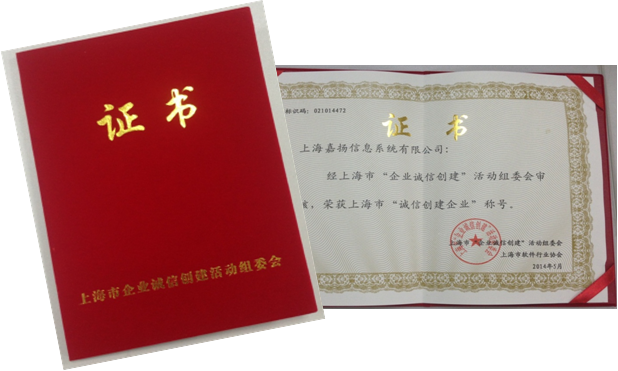 证书
上海市企业诚信创建活动组委会
标识码：021014472
证 书
上海嘉扬信息系统有限公司：
经上海市“企业诚信创建”活动组委会审
核，荣获上海市“诚信创建企业”称号。
上海市“企业诚信创建”活动组委会
上海市软件行业协会
2014年5月